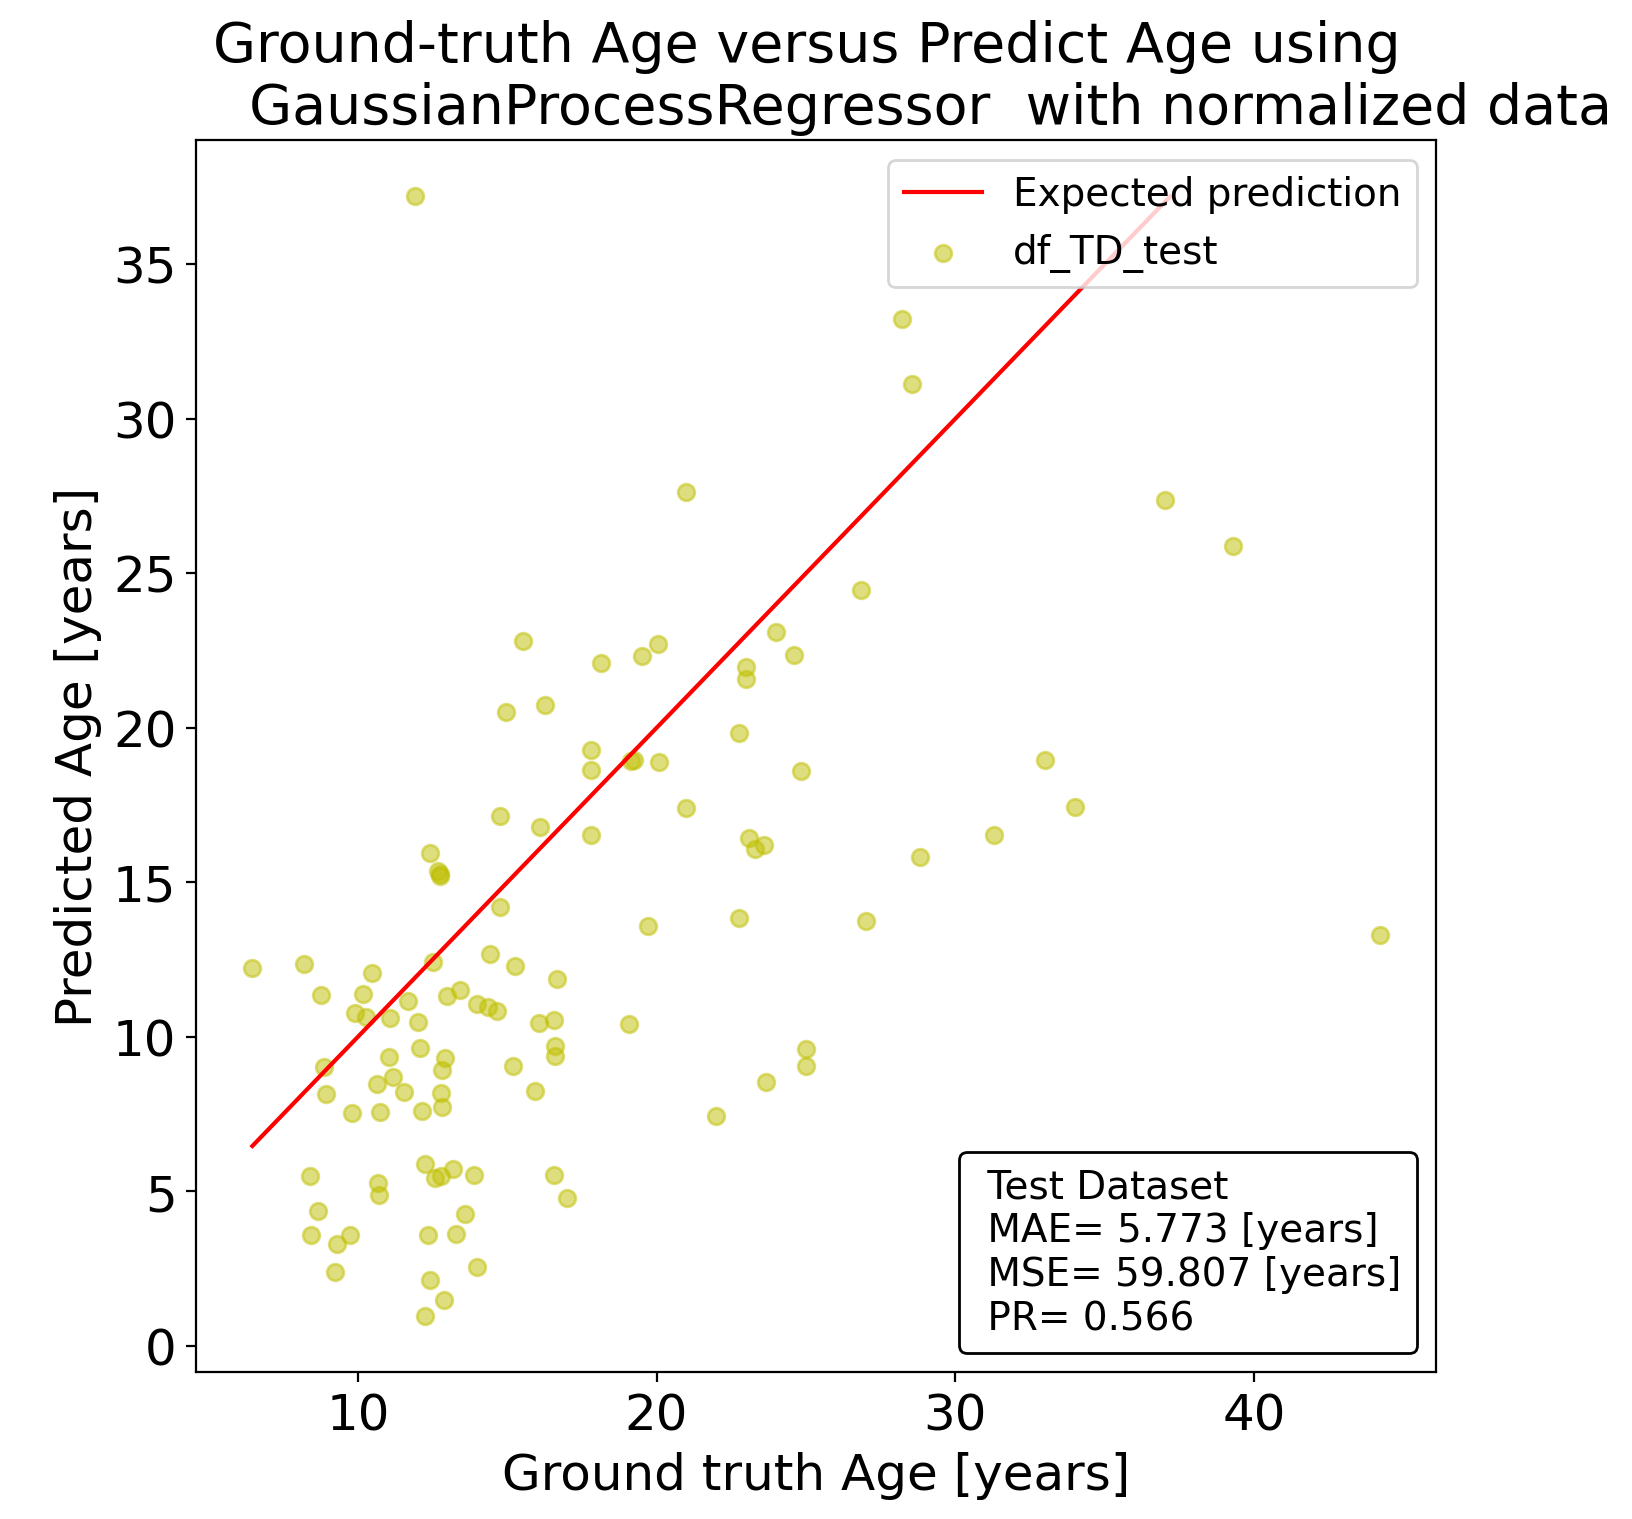 Ground-truth Age versus Predict Age using
GaussianProcessRegressor  with normalized data
Expected prediction
df_TD_test
Predicted Age [years]
35
30
25
20
15
10
5
0
Test Dataset
MAE= 5.773 [years]
MSE= 59.807 [years]
PR= 0.566
10 20 30 40
Ground truth Age [years]